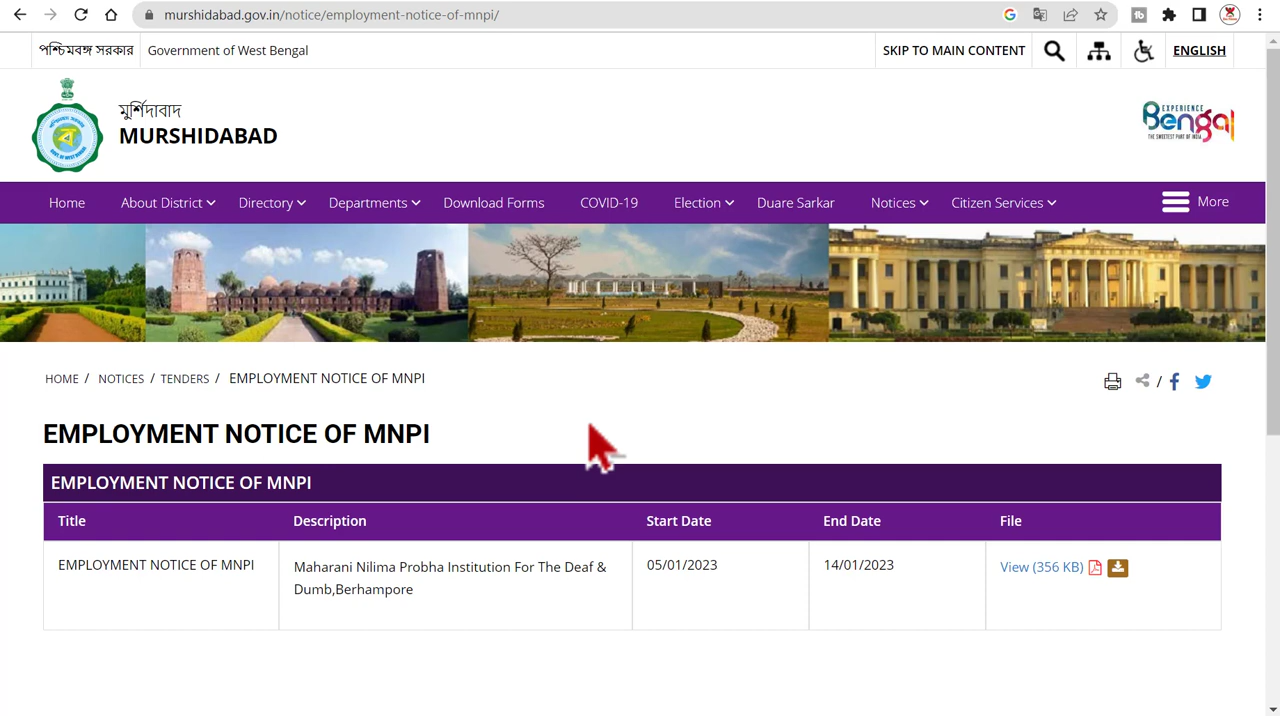 murshidabad.gov.in/notice/employment-notice-of-mnpi/
পশ্চিমবঙ্গ সরকার Government of West Bengal SKIP TO MAIN CONTENT ENGLISH
মুর্শিদাবাদ
MURSHIDABAD
EXPERIENCE
Bengal
THE SWEETEST PART OF INDIA
Home About District Directory Departments Download Forms COVID-19 Election Duare Sarkar Notices Citizen Services More
HOME / NOTICES / TENDERS / EMPLOYMENT NOTICE OF MNPI
EMPLOYMENT NOTICE OF MNPI
EMPLOYMENT NOTICE OF MNPI
Title Description Start Date End Date File
EMPLOYMENT NOTICE OF MNPI Maharani Nilima Probha Institution For The Deaf & 05/01/2023 14/01/2023 View (356 KB)
Dumb,Berhampore